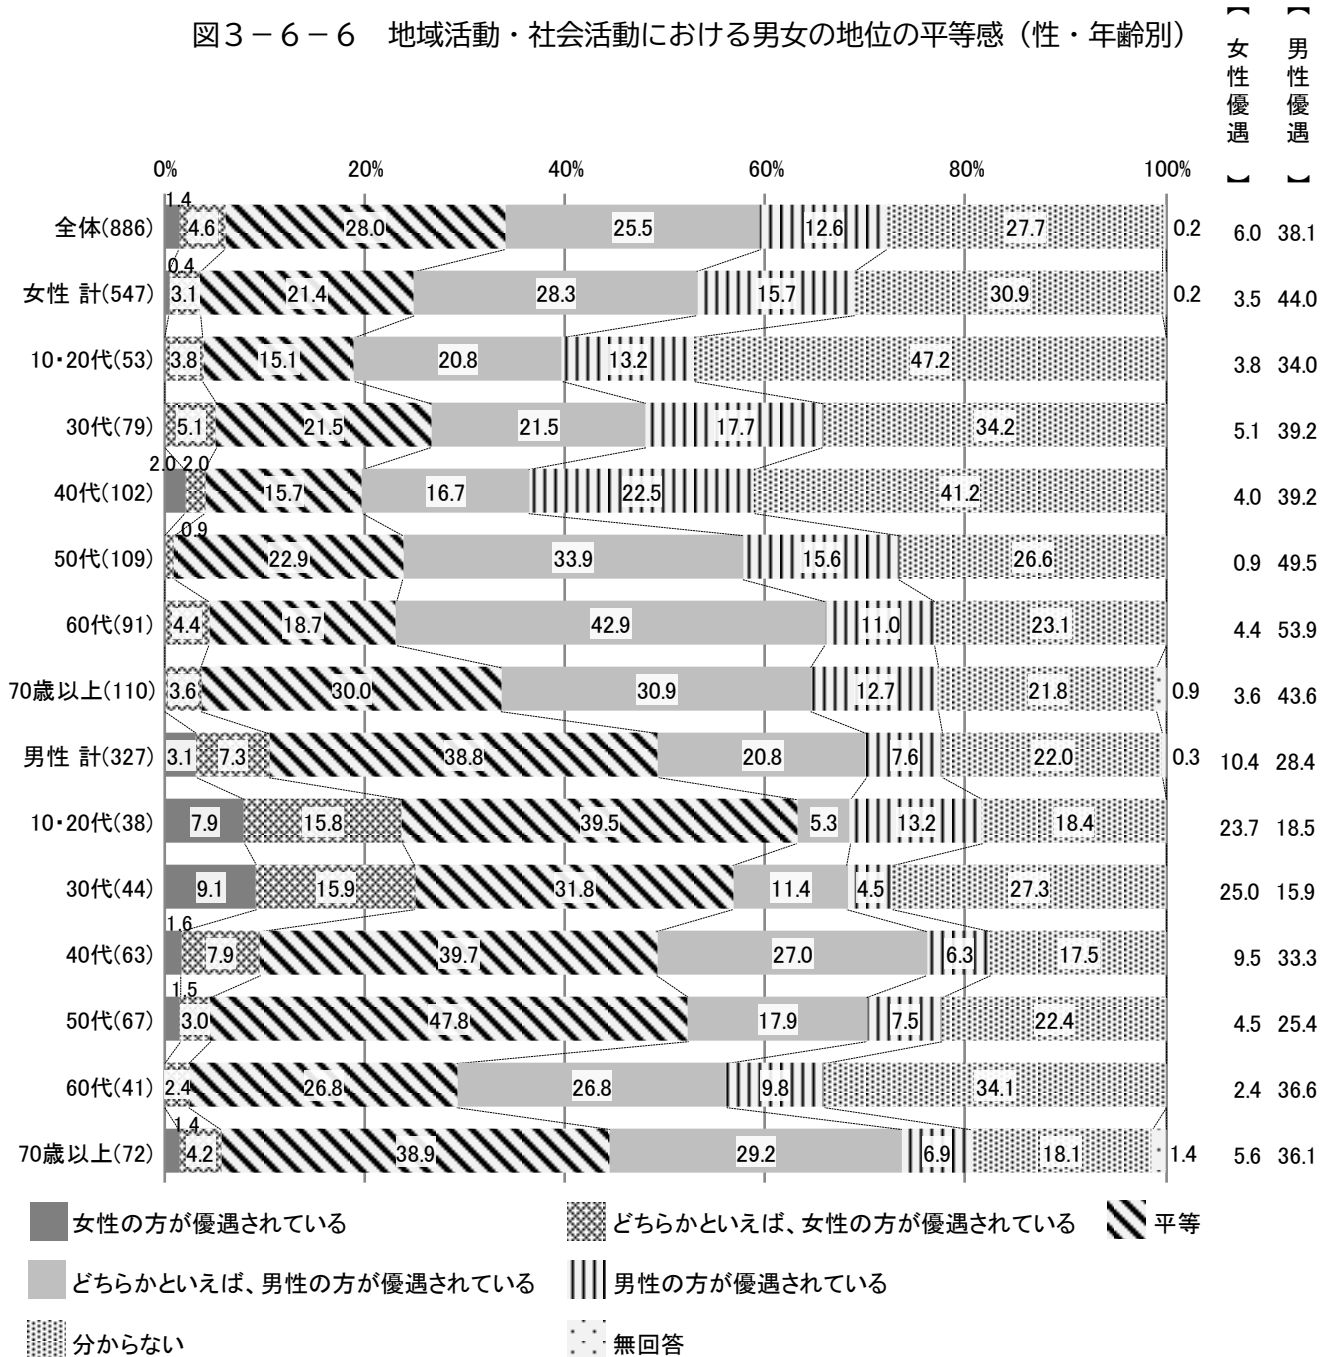 図３－６－６　地域活動・社会活動における男女の地位の平等感（性・年齢別）
【女性優遇】 【男性優遇】
0% 20% 40% 60% 80% 100%
全体(886) 1.4 4.6 28.0 25.5 12.6 27.7 0.2 6.0 38.1
女性 計(547) 0.4 3.1 21.4 28.3 15.7 30.9 0.2 3.5 44.0
10・20代(53) 3.8 15.1 20.8 13.2 47.2 3.8 34.0
30代(79) 5.1 21.5 21.5 17.7 34.2 5.1 39.2
40代(102) 2.0 2.0 15.7 16.7 22.5 41.2 4.0 39.2
50代(109) 0.9 22.9 33.9 15.6 26.6 0.9 49.5
60代(91) 4.4 18.7 42.9 11.0 23.1 4.4 53.9
70歳以上(110) 3.6 30.0 30.9 12.7 21.8 0.9 3.6 43.6
男性 計(327) 3.1 7.3 38.8 20.8 7.6 22.0 0.3 10.4 28.4
10・20代(38) 7.9 15.8 39.5 5.3 13.2 18.4 23.7 18.5
30代(44) 9.1 15.9 31.8 11.4 4.5 27.3 25.0 15.9
40代(63) 1.6 7.9 39.7 27.0 6.3 17.5 9.5 33.3
50代(67) 1.5 3.0 47.8 17.9 7.5 22.4 4.5 25.4
60代(41) 2.4 26.8 26.8 9.8 34.1 2.4 36.6
70歳以上(72) 1.4 4.2 38.9 29.2 6.9 18.1 1.4 5.6 36.1
女性の方が優遇されている どちらかといえば、女性の方が優遇されている 平等
どちらかといえば、男性の方が優遇されている 男性の方が優遇されている
分からない 無回答